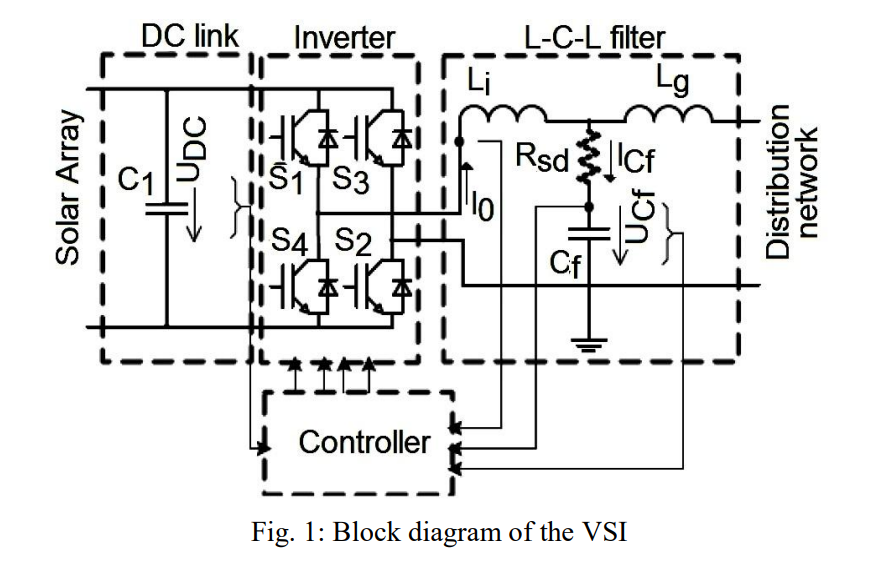 DC link
Inverter
L-C-L filter
Solar Array
C1
UDC
S1
S3
S4
S2
Li
Lg
Rsd
ICf
I0
UCf
Cf
Distribution
network
Controller
Fig. 1: Block diagram of the VSI